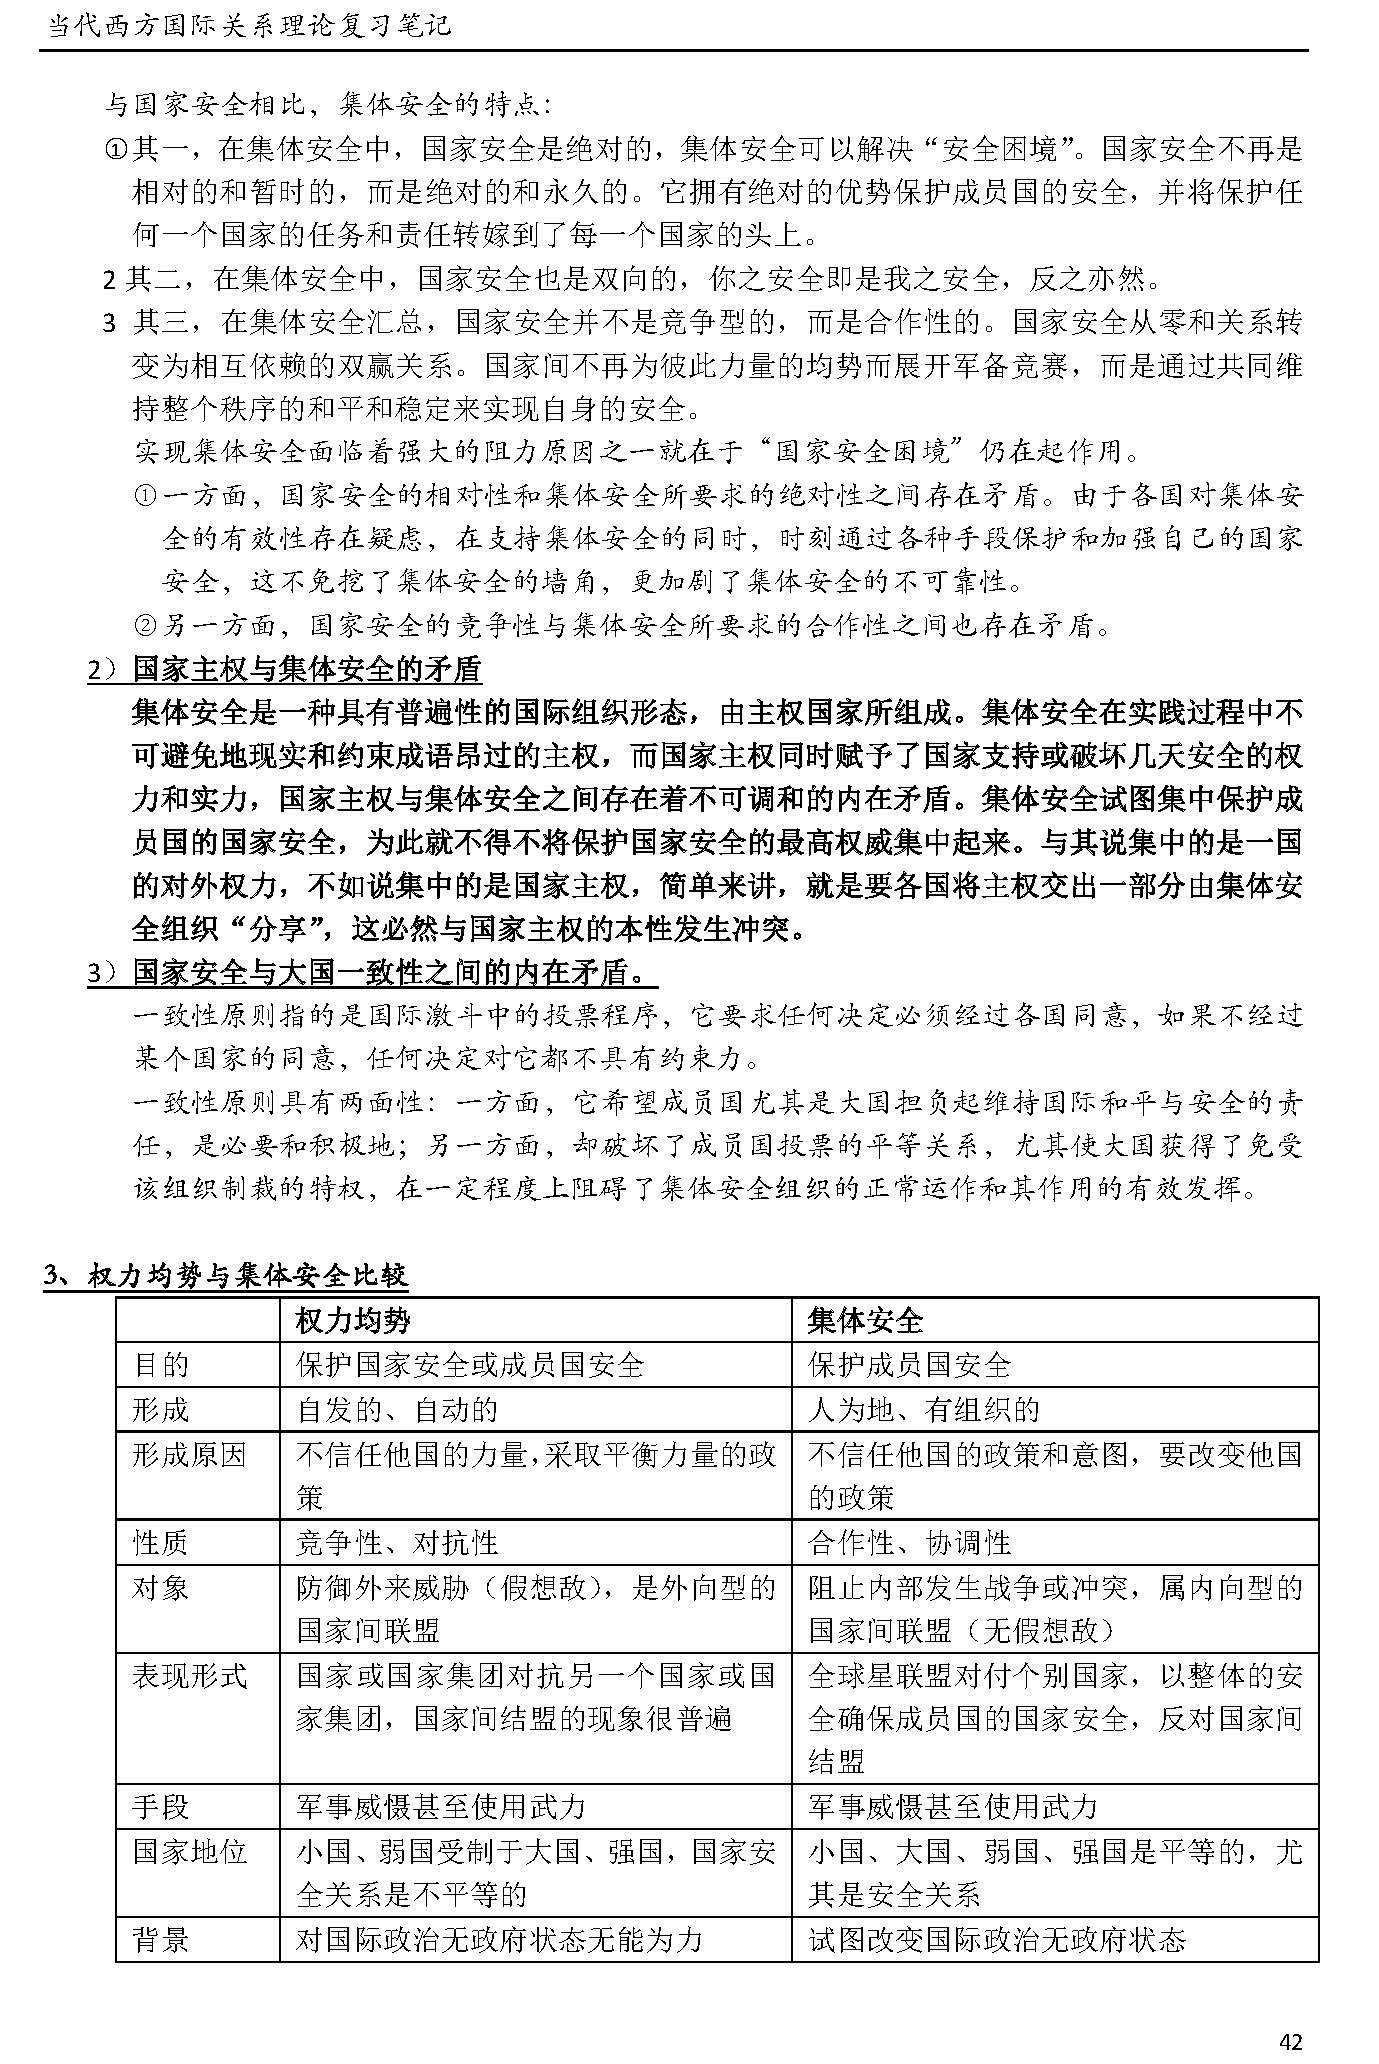 当代西方国际关系理论复习笔记
与国家安全相比，集体安全的特点：
①其一，在集体安全中，国家安全是绝对的，集体安全可以解决“安全困境”。国家安全不再是
相对的和暂时的，而是绝对的和永久的。它拥有绝对的优势保护成员国的安全，并将保护任
何一个国家的任务和责任转嫁到了每一个国家的头上。
2 其二，在集体安全中，国家安全也是双向的，你之安全即是我之安全，反之亦然。
3 其三，在集体安全汇总，国家安全并不是竞争型的，而是合作性的。国家安全从零和关系转
变为相互依赖的双赢关系。国家间不再为彼此力量的均势而展开军备竞赛，而是通过共同维
持整个秩序的和平和稳定来实现自身的安全。
实现集体安全面临着强大的阻力原因之一就在于“国家安全困境”仍在起作用。
①一方面，国家安全的相对性和集体安全所要求的绝对性之间存在矛盾。由于各国对集体安
全的有效性存在疑虑，在支持集体安全的同时，时刻通过各种手段保护和加强自己的国家
安全，这不免挖了集体安全的墙角，更加剧了集体安全的不可靠性。
②另一方面，国家安全的竞争性与集体安全所要求的合作性之间也存在矛盾。
2）国家主权与集体安全的矛盾
集体安全是一种具有普遍性的国际组织形态，由主权国家所组成。集体安全在实践过程中不
可避免地现实和约束成语昂过的主权，而国家主权同时赋予了国家支持或破坏几天安全的权
力和实力，国家主权与集体安全之间存在着不可调和的内在矛盾。集体安全试图集中保护成
员国的国家安全，为此就不得不将保护国家安全的最高权威集中起来。与其说集中的是一国
的对外权力，不如说集中的是国家主权，简单来讲，就是要各国将主权交出一部分由集体安
全组织“分享”，这必然与国家主权的本性发生冲突。
3）国家安全与大国一致性之间的内在矛盾。
一致性原则指的是国际激斗中的投票程序，它要求任何决定必须经过各国同意，如果不经过
某个国家的同意，任何决定对它都不具有约束力。
一致性原则具有两面性：一方面，它希望成员国尤其是大国担负起维持国际和平与安全的责
任，是必要和积极地；另一方面，却破坏了成员国投票的平等关系，尤其使大国获得了免受
该组织制裁的特权，在一定程度上阻碍了集体安全组织的正常运作和其作用的有效发挥。
3、权力均势与集体安全比较
权力均势 集体安全
目的 保护国家安全或成员国安全 保护成员国安全
形成 自发的、自动的 人为地、有组织的
形成原因 不信任他国的力量，采取平衡力量的政 不信任他国的政策和意图，要改变他国
策 的政策
性质 竞争性、对抗性 合作性、协调性
对象 防御外来威胁（假想敌），是外向型的 阻止内部发生战争或冲突，属内向型的
国家间联盟 国家间联盟（无假想敌）
表现形式 国家或国家集团对抗另一个国家或国 全球星联盟对付个别国家，以整体的安
家集团，国家间结盟的现象很普遍 全确保成员国的国家安全，反对国家间
结盟
手段 军事威慑甚至使用武力 军事威慑甚至使用武力
国家地位 小国、弱国受制于大国、强国，国家安 小国、大国、弱国、强国是平等的，尤
全关系是不平等的 其是安全关系
背景 对国际政治无政府状态无能为力 试图改变国际政治无政府状态
42